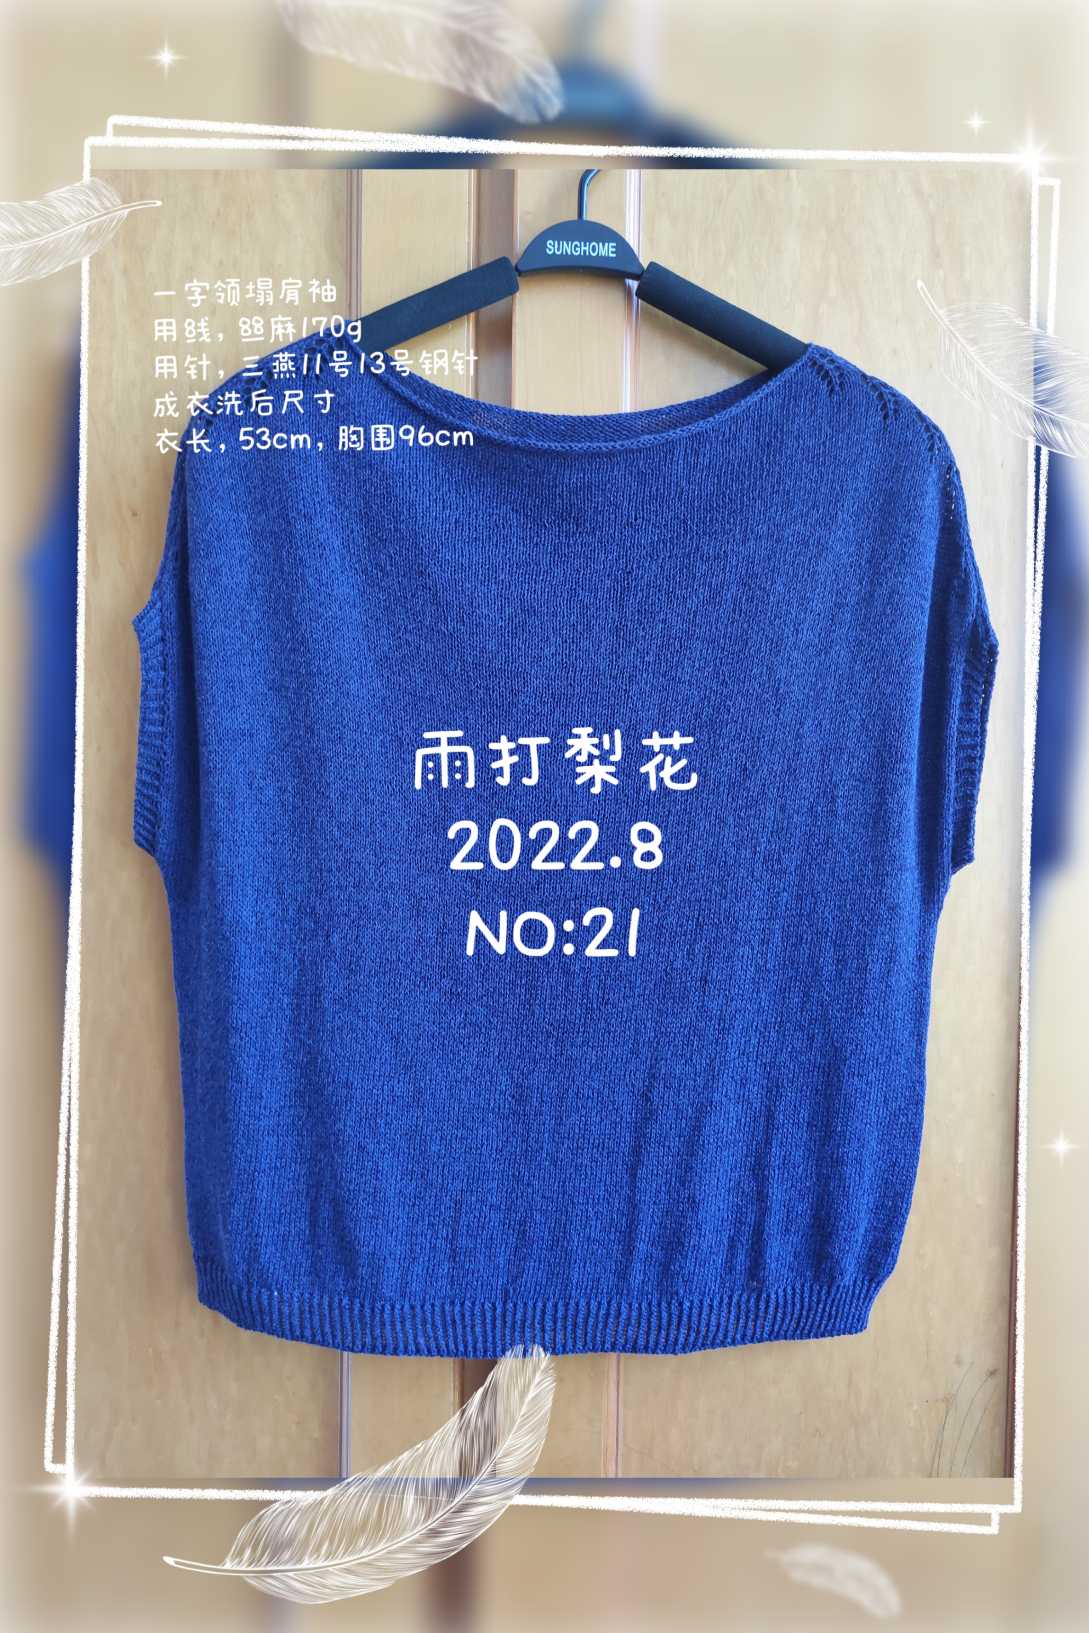 SUNGHOME
一字领塌肩袖
用线，丝麻170g
用针，三燕11号13号钢针
成衣洗后尺寸
衣长，53cm，胸围96cm
雨打梨花
2022.8
NO:21